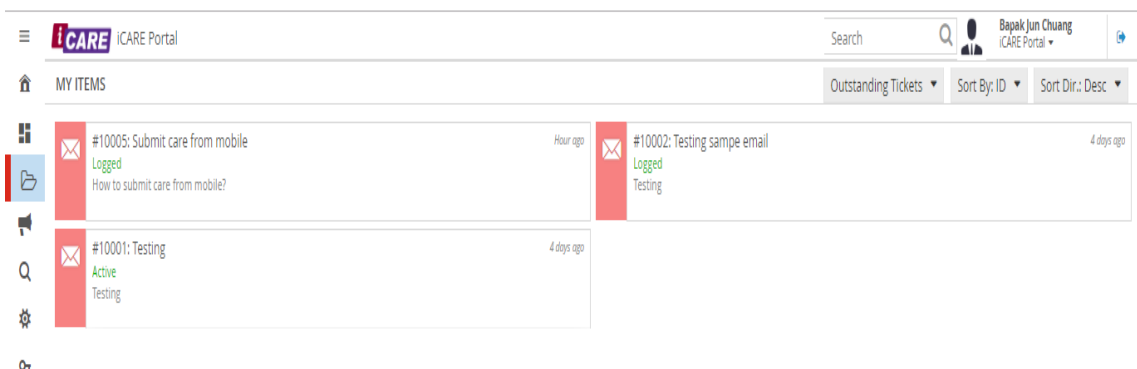 iCARE iCARE Portal
Search
Bapak Jun Chuang
iCARE Portal
MY ITEMS
Outstanding Tickets
Sort By: ID
Sort Dir.: Desc
#10005: Submit care from mobile
Hour ago
Logged
How to submit care from mobile?
#10002: Testing sampe email
4 days ago
Logged
Testing
#10001: Testing
4 days ago
Active
Testing